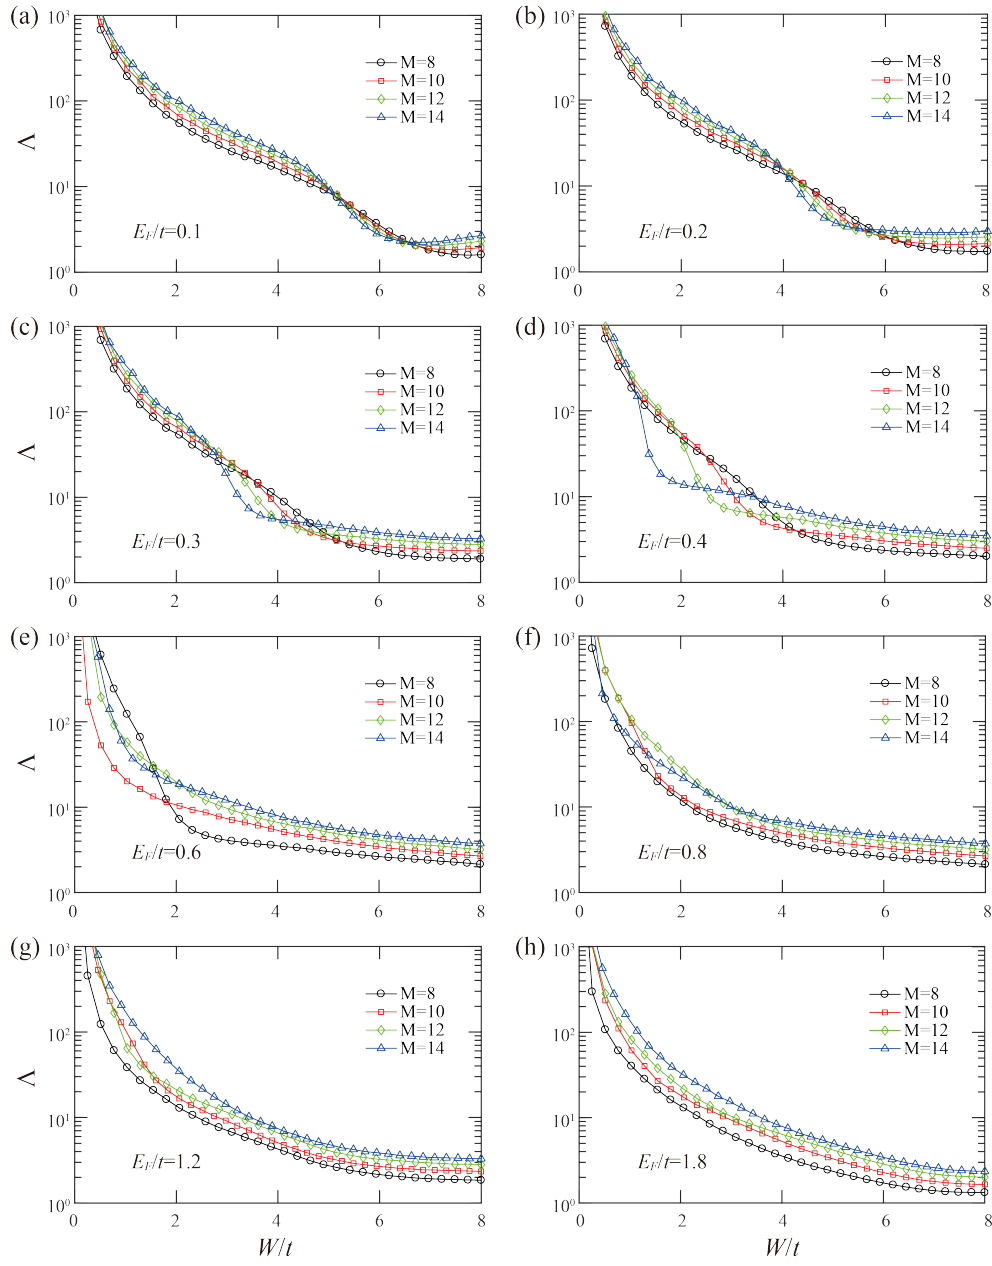 (a)
10³
10²
10¹
10⁰
Λ
M=8
M=10
M=12
M=14
E_F/t=0.1
0 2 4 6 8
(b)
10³
10²
10¹
10⁰
M=8
M=10
M=12
M=14
E_F/t=0.2
0 2 4 6 8
(c)
10³
10²
10¹
10⁰
Λ
M=8
M=10
M=12
M=14
E_F/t=0.3
0 2 4 6 8
(d)
10³
10²
10¹
10⁰
M=8
M=10
M=12
M=14
E_F/t=0.4
0 2 4 6 8
(e)
10³
10²
10¹
10⁰
Λ
M=8
M=10
M=12
M=14
E_F/t=0.6
0 2 4 6 8
(f)
10³
10²
10¹
10⁰
M=8
M=10
M=12
M=14
E_F/t=0.8
0 2 4 6 8
(g)
10³
10²
10¹
10⁰
Λ
M=8
M=10
M=12
M=14
E_F/t=1.2
0 2 4 6 8
W/t
(h)
10³
10²
10¹
10⁰
M=8
M=10
M=12
M=14
E_F/t=1.8
0 2 4 6 8
W/t